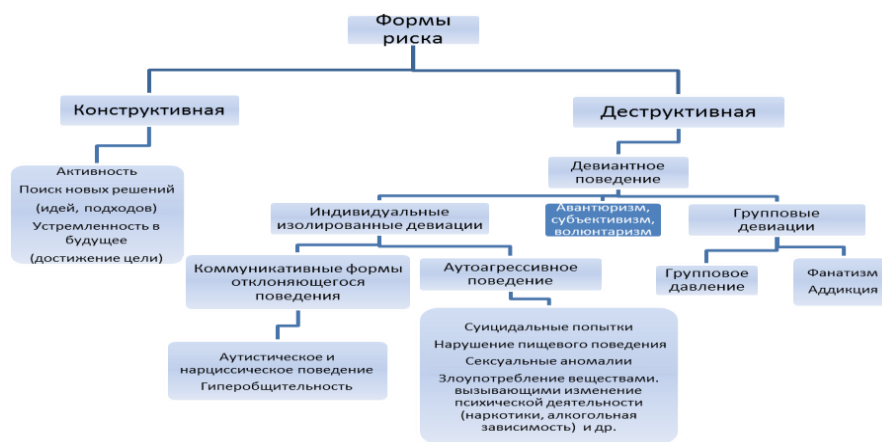 Формы
риска
Конструктивная
Деструктивная
Активность
Поиск новых решений
(идей, подходов)
Устремленность в
будущее
(достижение цели)
Девиантное
поведение
Индивидуальные
изолированные девиации
Авантюризм,
субъективизм,
волюнтаризм
Групповые
девиации
Коммуникативные формы
отклоняющегося
поведения
Аутоагрессивное
поведение
Групповое
давление
Фанатизм
Аддикция
Аутистическое и
нарциссическое поведение
Гиперобщительность
Суицидальные попытки
Нарушение пищевого поведения
Сексуальные аномалии
Злоупотребление веществами.
вызывающими изменение
психической деятельности
(наркотики, алкогольная
зависимость) и др.